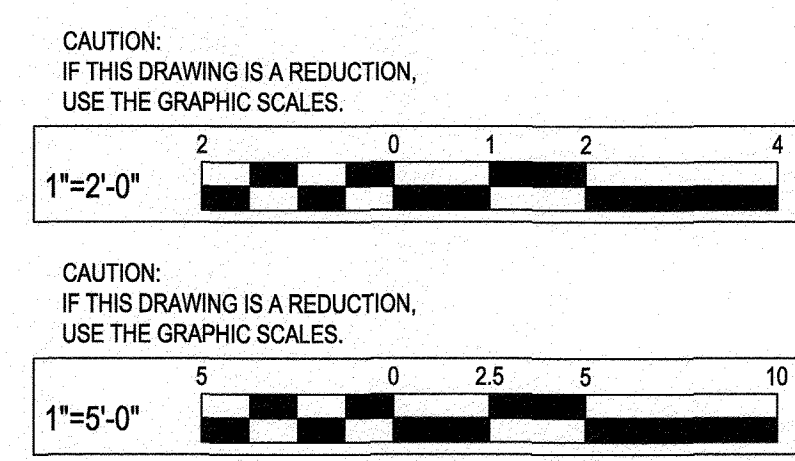 CAUTION:
IF THIS DRAWING IS A REDUCTION,
USE THE GRAPHIC SCALES.
2 0 1 2 4
1"=2'-0"
CAUTION:
IF THIS DRAWING IS A REDUCTION,
USE THE GRAPHIC SCALES.
5 0 2.5 5 10
1"=5'-0"